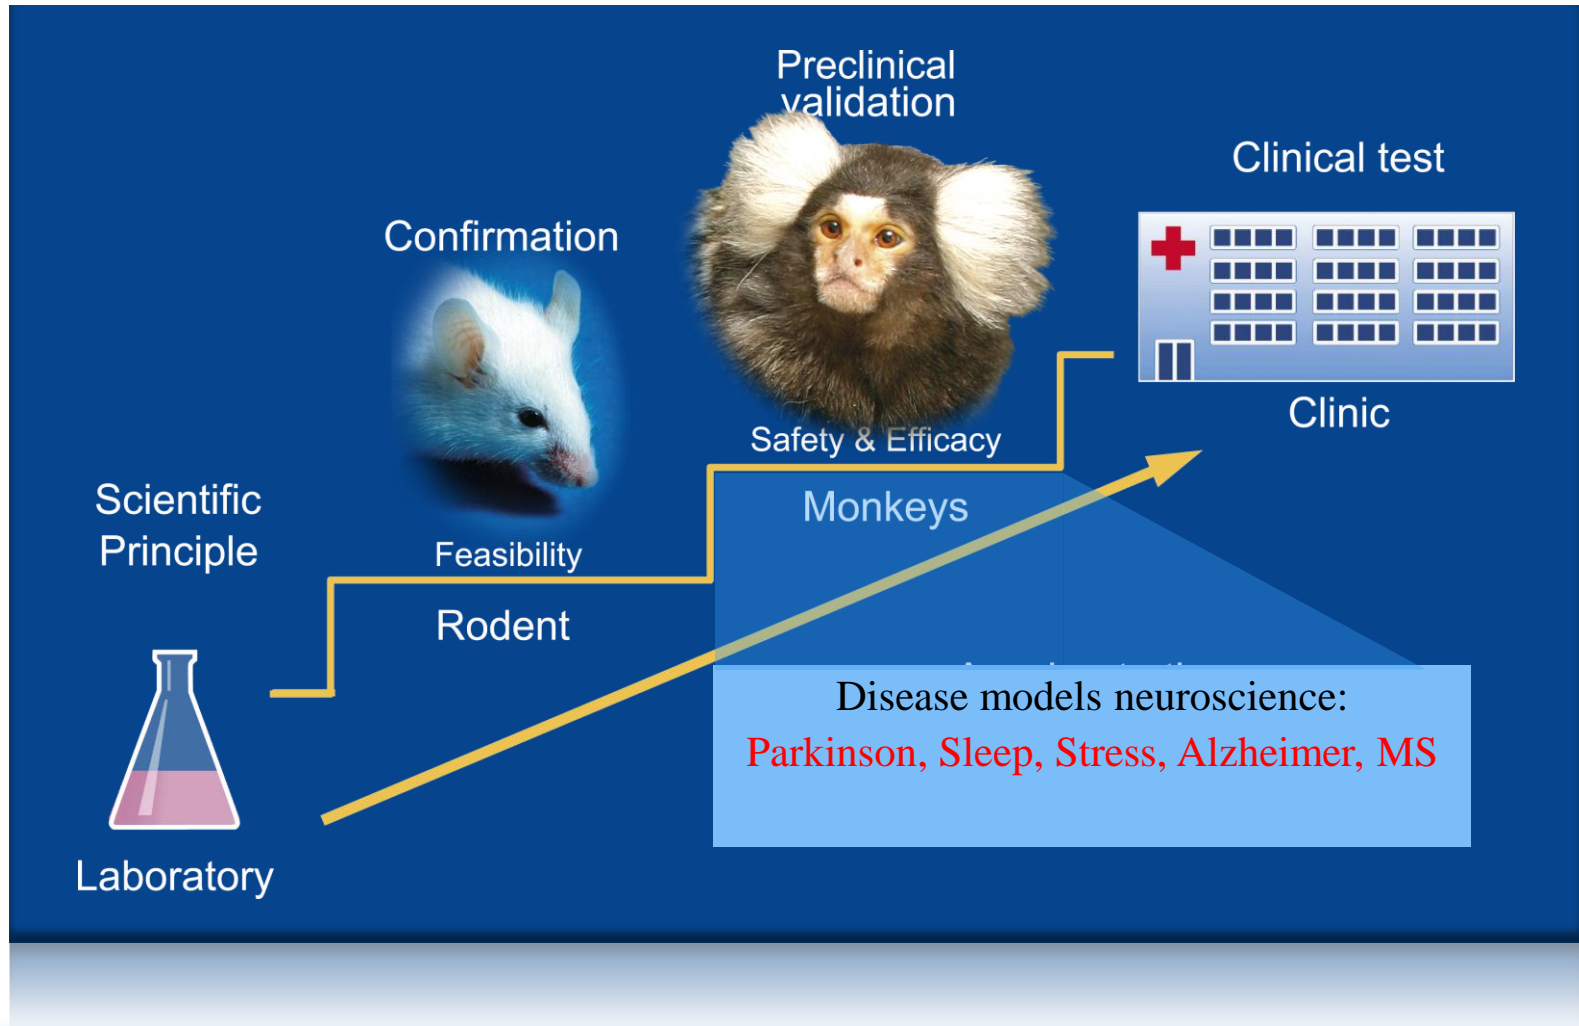 Preclinical
validation
Clinical test
Confirmation
Safety & Efficacy
Clinic
Scientific
Principle
Monkeys
Feasibility
Rodent
Disease models neuroscience:
Parkinson, Sleep, Stress, Alzheimer, MS
Laboratory